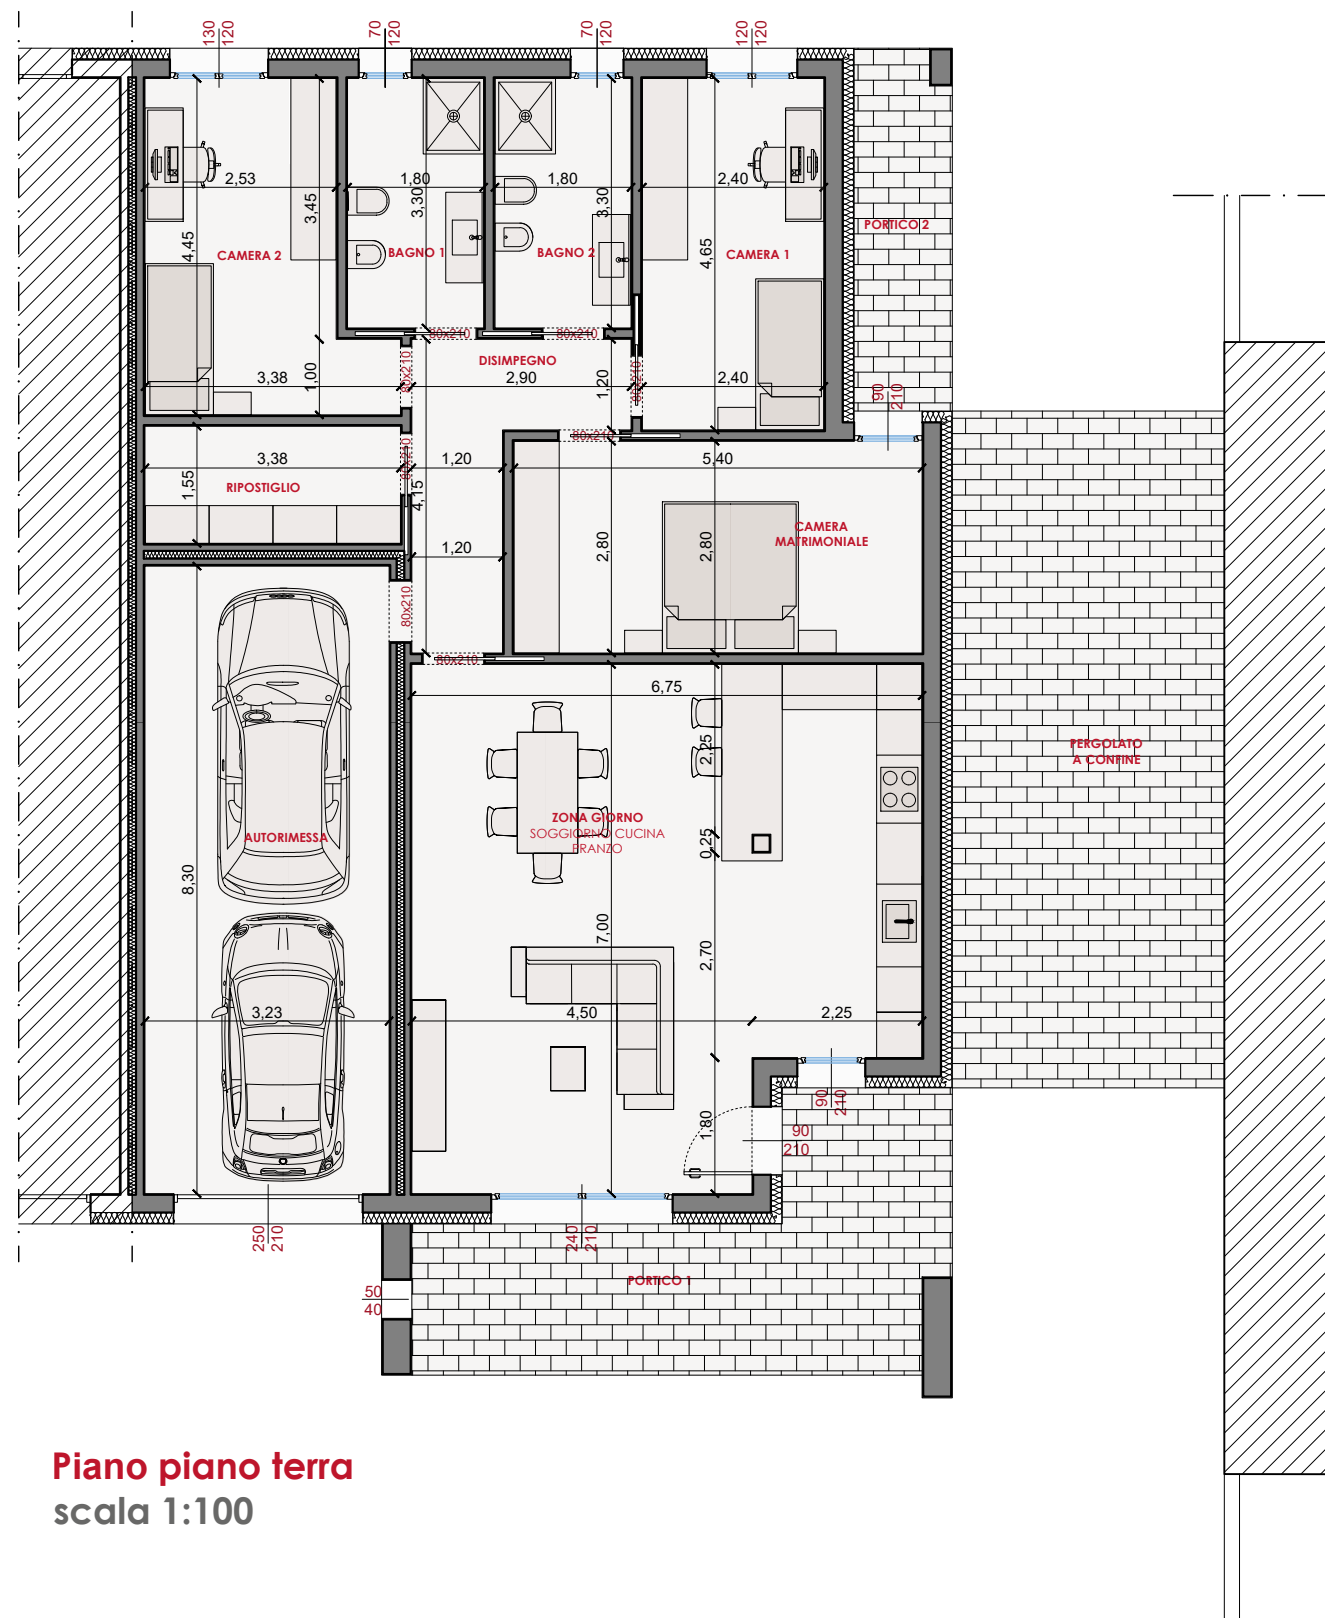 130
120
70
120
70
120
120
120
2,53
1,80
1,80
2,40
3,45
3,30
3,30
4,45
4,65
PORTICO 2
CAMERA 2
BAGNO 1
BAGNO 2
CAMERA 1
80x210
80x210
DISIMPEGNO
3,38
1,00
80x210
2,90
1,20
80x210
2,40
90
210
80x210
3,38
1,55
RIPOSTIGLIO
80x210
1,20
4,15
5,40
CAMERA
MATRIMONIALE
1,20
2,80
2,80
80x210
80x210
6,75
2,25
PERGOLATO
A CONFINE
ZONA GIORNO
SOGGIORNO CUCINA
PRANZO
0,25
AUTORIMESSA
8,30
7,00
2,70
3,23
4,50
2,25
90
210
1,80
90
210
250
210
240
210
PORTICO 1
50
40
Piano piano terra
scala 1:100